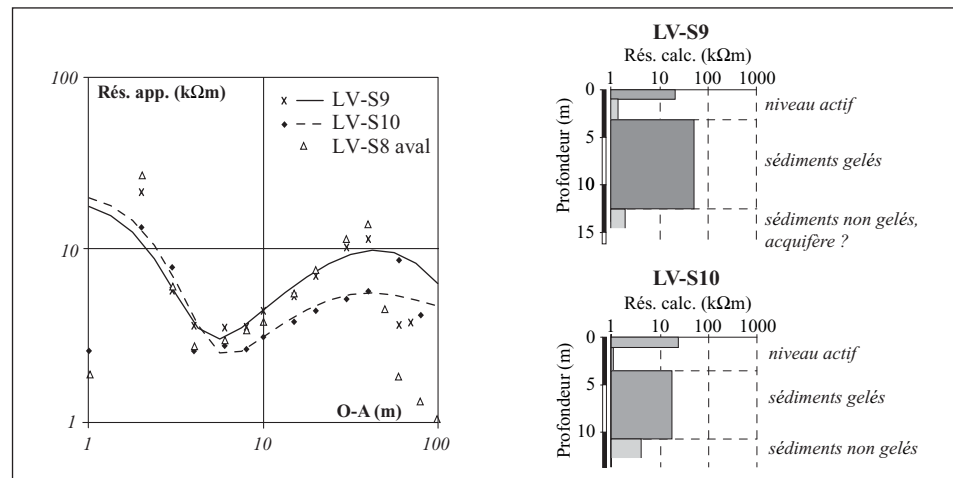 100
Rés. app. (kΩm)
LV-S9
LV-S10
LV-S8 aval
10
1
O-A (m)
1
10
100
LV-S9
Rés. calc. (kΩm)
1
10
100
1000
0
5
10
15
Profondeur (m)
niveau actif
sédiments gelés
sédiments non gelés,
acquifère ?
LV-S10
Rés. calc. (kΩm)
1
10
100
1000
0
5
10
Profondeur (m)
niveau actif
sédiments gelés
sédiments non gelés